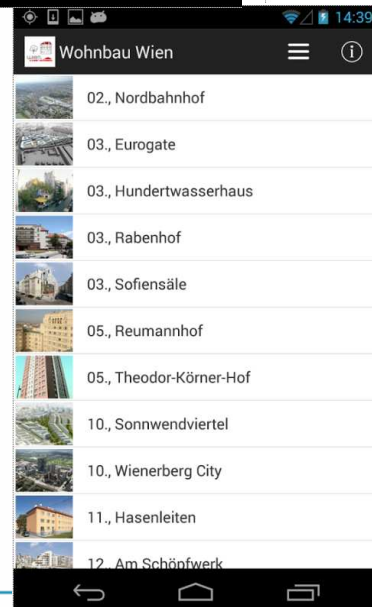 14:39
Wohnbau Wien
02., Nordbahnhof
03., Eurogate
03., Hundertwasserhaus
03., Rabenhof
03., Sofiensäle
05., Reumannhof
05., Theodor-Körner-Hof
10., Sonnwendviertel
10., Wienerberg City
11., Hasenleiten
12., Am Schöpfwerk